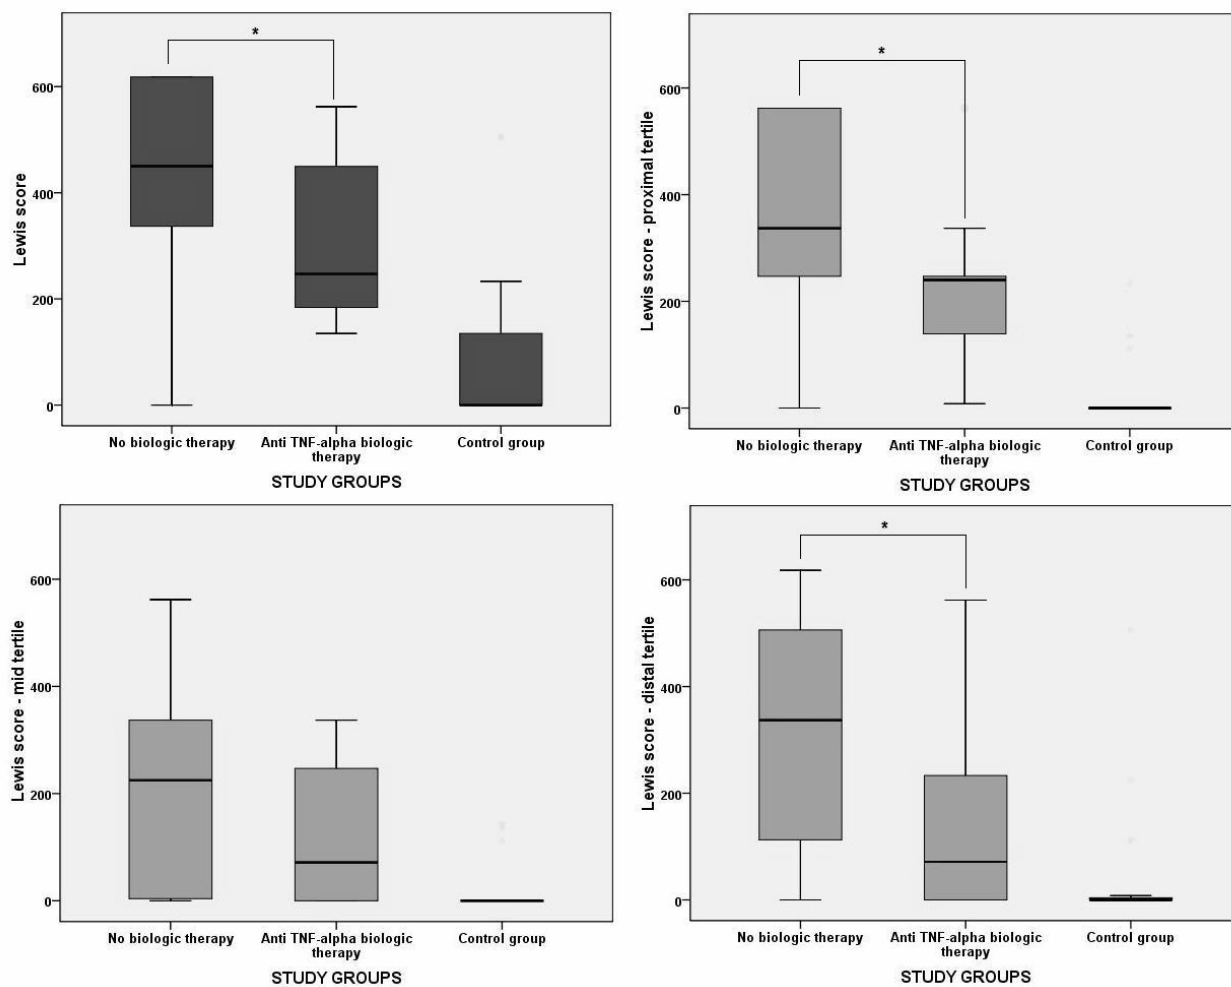 *
600
400
200
0
Lewis score
No biologic therapy
Anti TNF-alpha biologic
therapy
Control group
STUDY GROUPS
*
600
400
200
0
Lewis score - proximal tertile
No biologic therapy
Anti TNF-alpha biologic
therapy
Control group
STUDY GROUPS
600
400
200
0
Lewis score - mid tertile
No biologic therapy
Anti TNF-alpha biologic
therapy
Control group
STUDY GROUPS
*
600
400
200
0
Lewis score - distal tertile
No biologic therapy
Anti TNF-alpha biologic
therapy
Control group
STUDY GROUPS